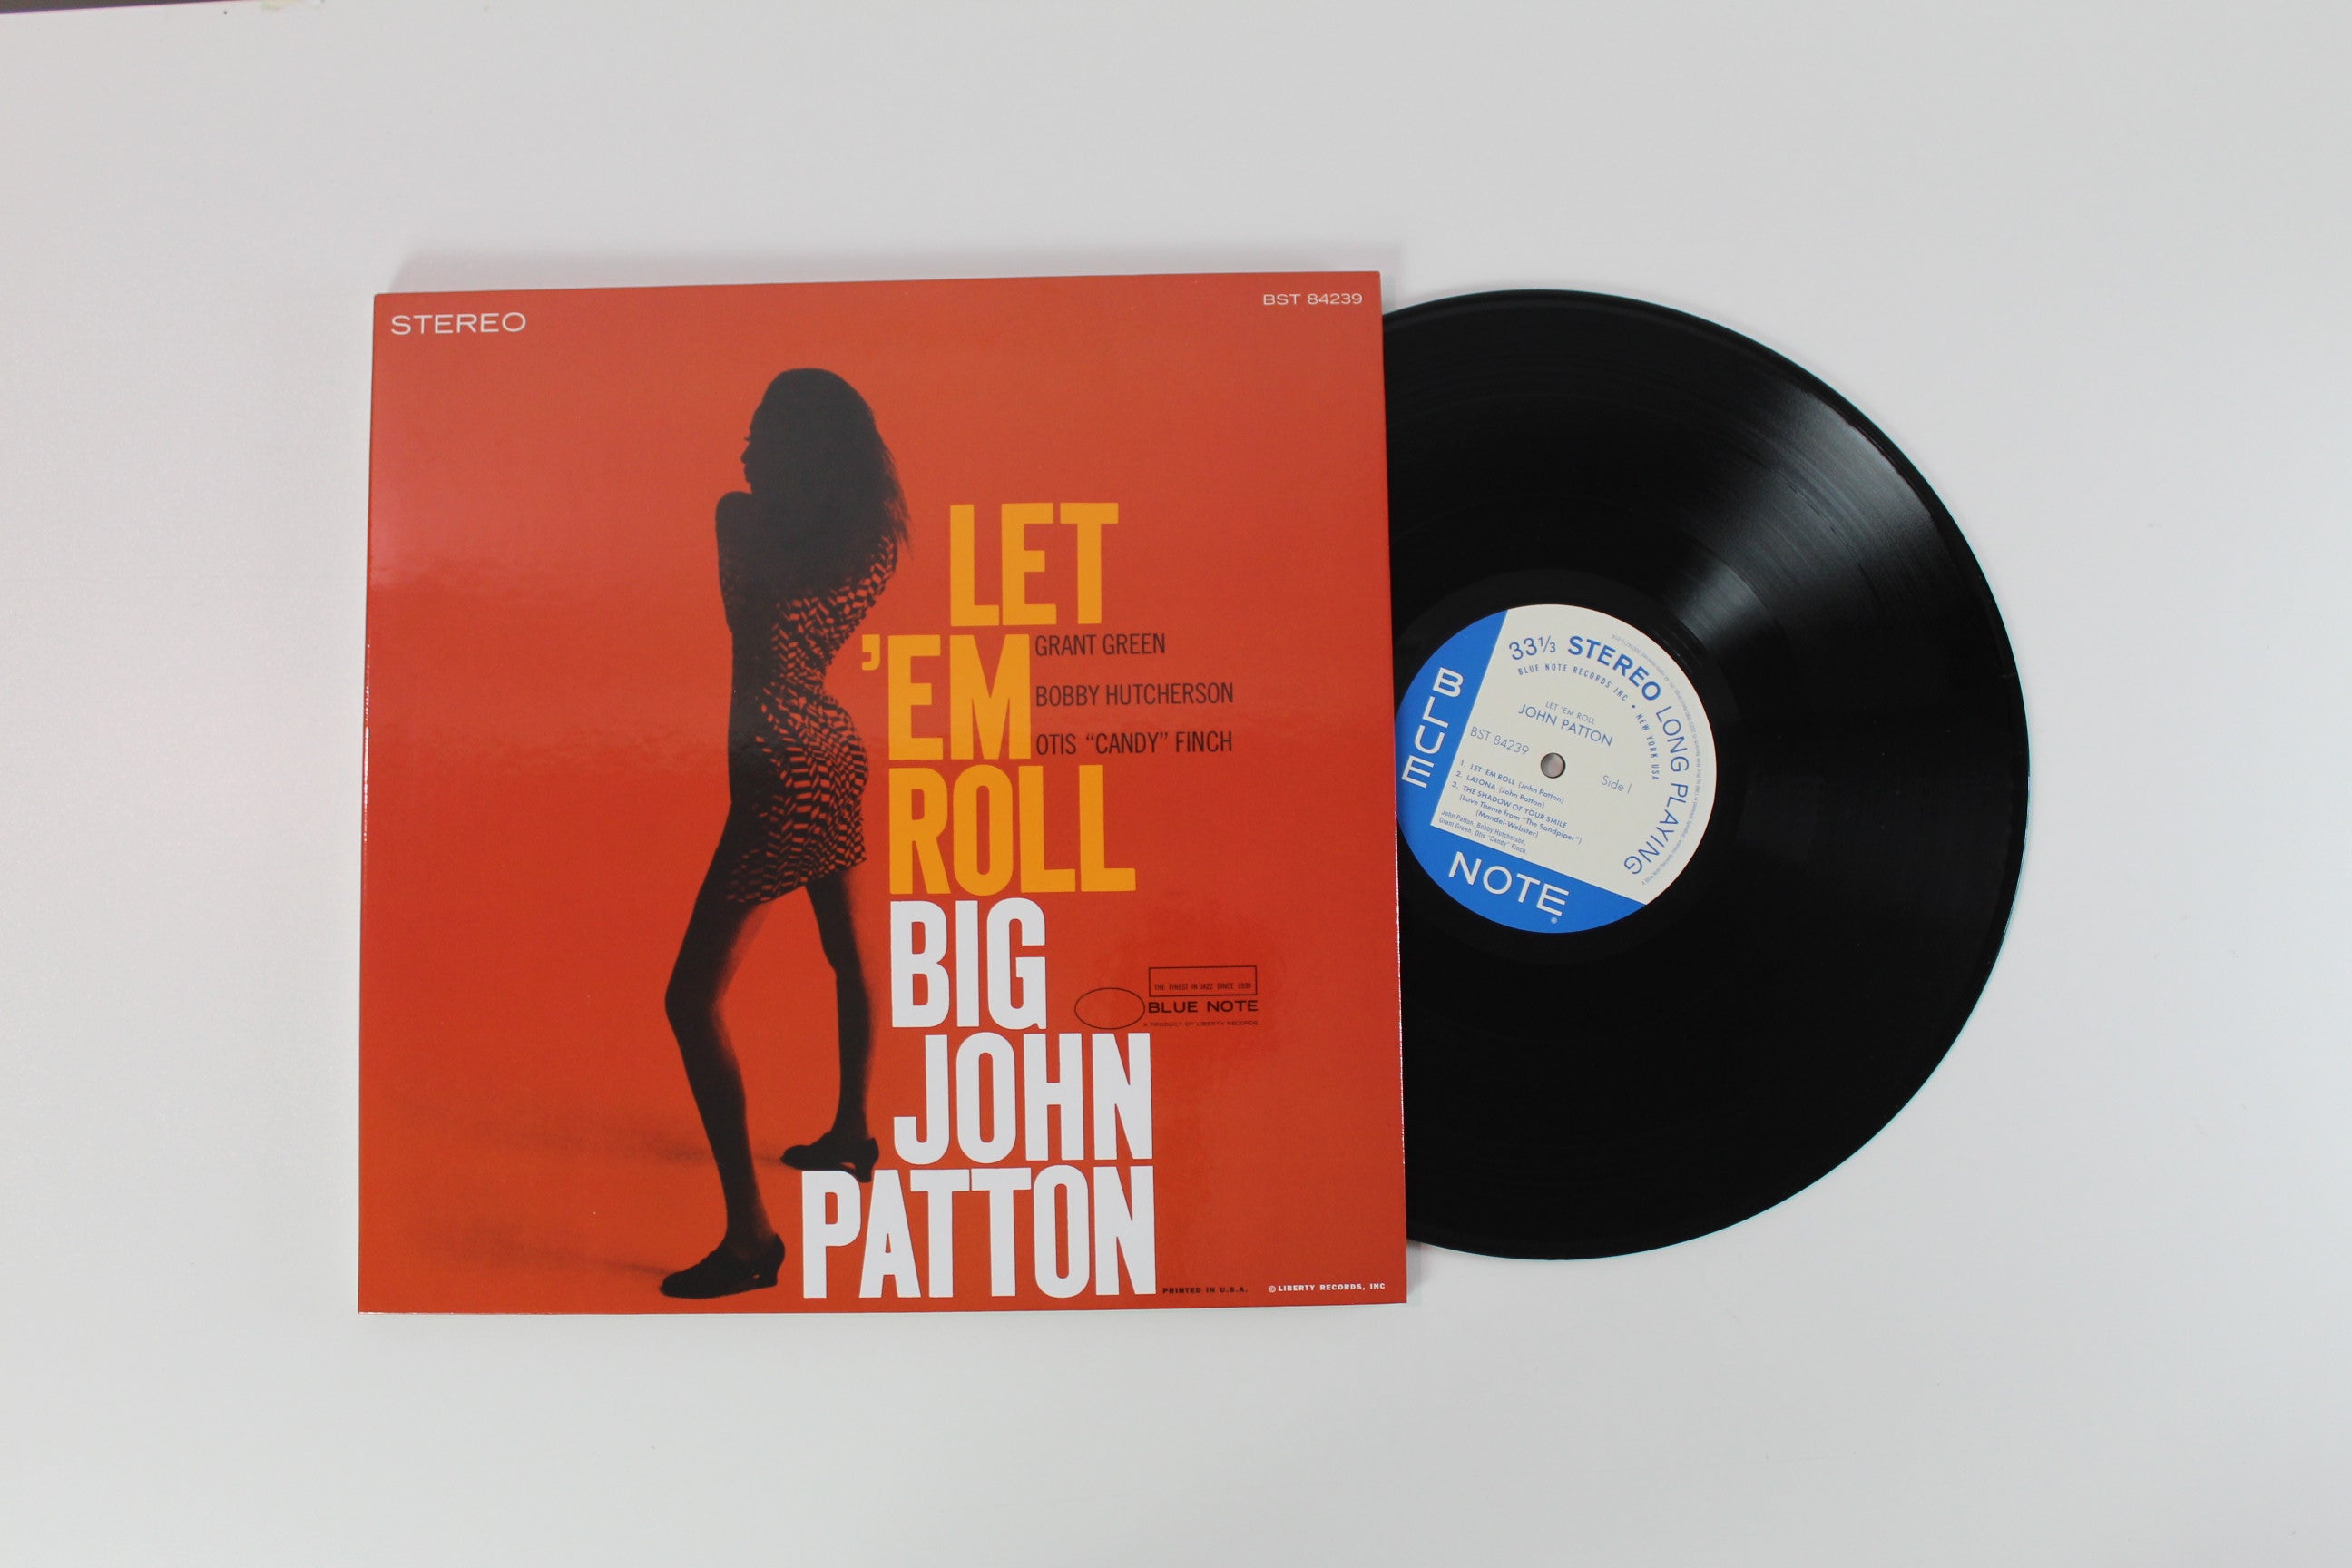 STEREO
BST 84239
LET
'EM
ROLL
GRANT GREEN
BOBBY HUTCHERSON
OTIS “CANDY” FINCH
BIG
JOHN
PATTON
THE FINEST IN JAZZ SINCE 1939
BLUE NOTE
A PRODUCT OF LIBERTY RECORDS
PRINTED IN U.S.A.
© LIBERTY RECORDS, INC
33 1/3 STEREO LONG PLAYING
BLUE NOTE RECORDS INC • NEW YORK USA
LET 'EM ROLL
JOHN PATTON
BST 84239
Side 1
1. LET 'EM ROLL (John Patton)
2. LATONA (John Patton)
3. THE SHADOW OF YOUR SMILE
(Love Theme from "The Sandpiper")
(Mandel-Webster)
John Patton, Bobby Hutcherson,
Grant Green, Otis "Candy" Finch.
BLUE
NOTE®